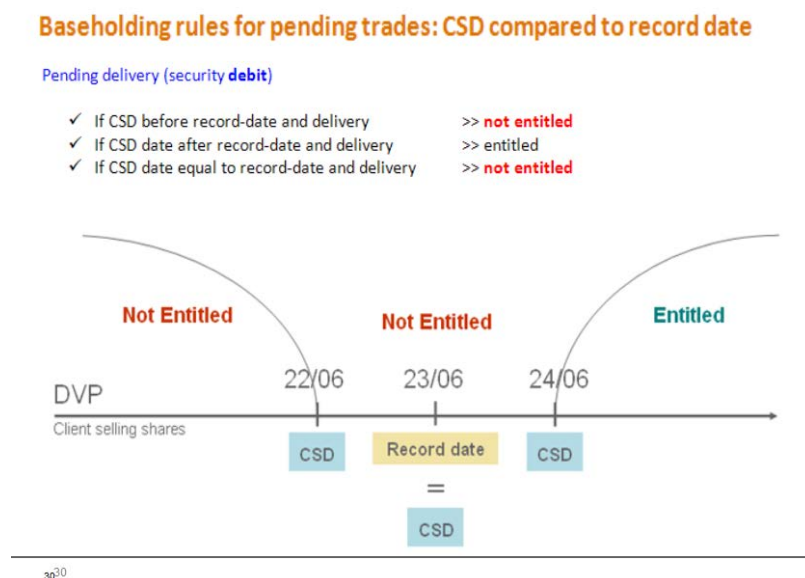 Baseholding rules for pending trades: CSD compared to record date
Pending delivery (security debit)
✓ If CSD before record-date and delivery >> not entitled
✓ If CSD date after record-date and delivery >> entitled
✓ If CSD date equal to record-date and delivery >> not entitled
Not Entitled Not Entitled Entitled
22/06 23/06 24/06
DVP
Client selling shares
CSD Record date CSD
=
CSD
3030